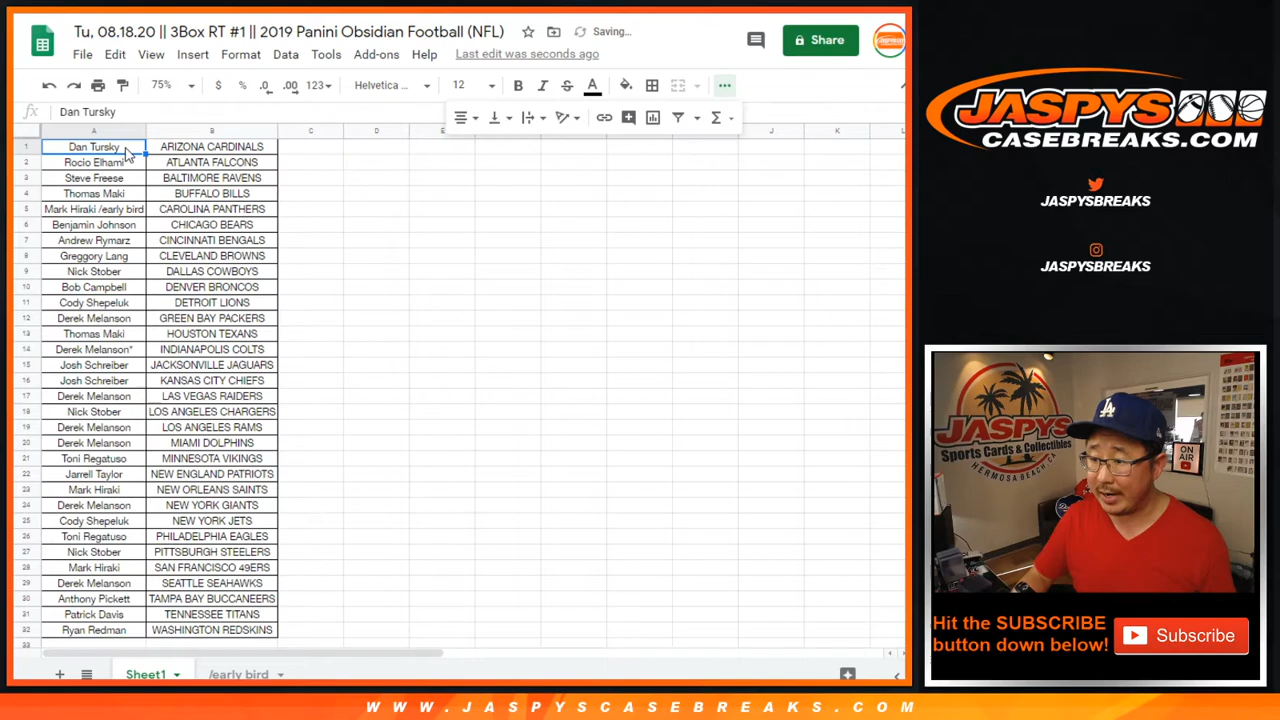 Tu, 08.18.20 || 3Box RT #1 || 2019 Panini Obsidian Football (NFL) Saving...
File Edit View Insert Format Data Tools Add-ons Help Last edit was seconds ago
Share
75% $ % .0 .00 123 Helvetica ... 12 B I S A
fx Dan Tursky
A B C D E J K L
1 Dan Tursky ARIZONA CARDINALS
2 Rocio Elhami ATLANTA FALCONS
3 Steve Freese BALTIMORE RAVENS
4 Thomas Maki BUFFALO BILLS
5 Mark Hiraki /early bird CAROLINA PANTHERS
6 Benjamin Johnson CHICAGO BEARS
7 Andrew Rymarz CINCINNATI BENGALS
8 Greggory Lang CLEVELAND BROWNS
9 Nick Stober DALLAS COWBOYS
10 Bob Campbell DENVER BRONCOS
11 Cody Shepeluk DETROIT LIONS
12 Derek Melanson GREEN BAY PACKERS
13 Thomas Maki HOUSTON TEXANS
14 Derek Melanson* INDIANAPOLIS COLTS
15 Josh Schreiber JACKSONVILLE JAGUARS
16 Josh Schreiber KANSAS CITY CHIEFS
17 Derek Melanson LAS VEGAS RAIDERS
18 Nick Stober LOS ANGELES CHARGERS
19 Derek Melanson LOS ANGELES RAMS
20 Derek Melanson MIAMI DOLPHINS
21 Toni Regatuso MINNESOTA VIKINGS
22 Jarrell Taylor NEW ENGLAND PATRIOTS
23 Mark Hiraki NEW ORLEANS SAINTS
24 Derek Melanson NEW YORK GIANTS
25 Cody Shepeluk NEW YORK JETS
26 Toni Regatuso PHILADELPHIA EAGLES
27 Nick Stober PITTSBURGH STEELERS
28 Mark Hiraki SAN FRANCISCO 49ERS
29 Derek Melanson SEATTLE SEAHAWKS
30 Anthony Pickett TAMPA BAY BUCCANEERS
31 Patrick Davis TENNESSEE TITANS
32 Ryan Redman WASHINGTON REDSKINS
33
Sheet1 /early bird
JASPYS
CASEBREAKS.COM
JASPYSBREAKS
JASPYSBREAKS
JASPYS
Sports Cards & Collectibles
HERMOSA BEACH, CA
ON
AIR
LA
Hit the SUBSCRIBE
button down below!
Subscribe
WWW.JASPYSCASEBREAKS.COM